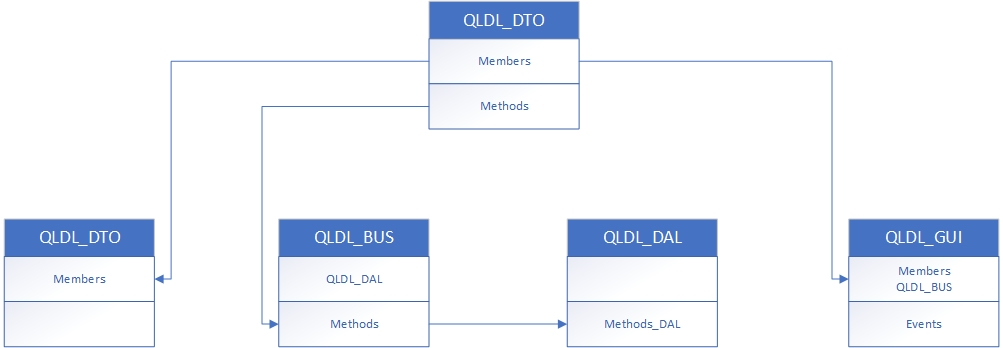 QLDL_DTO
Members
Methods
QLDL_DTO
Members
QLDL_BUS
QLDL_DAL
Methods
QLDL_DAL
Methods_DAL
QLDL_GUI
Members
QLDL_BUS
Events